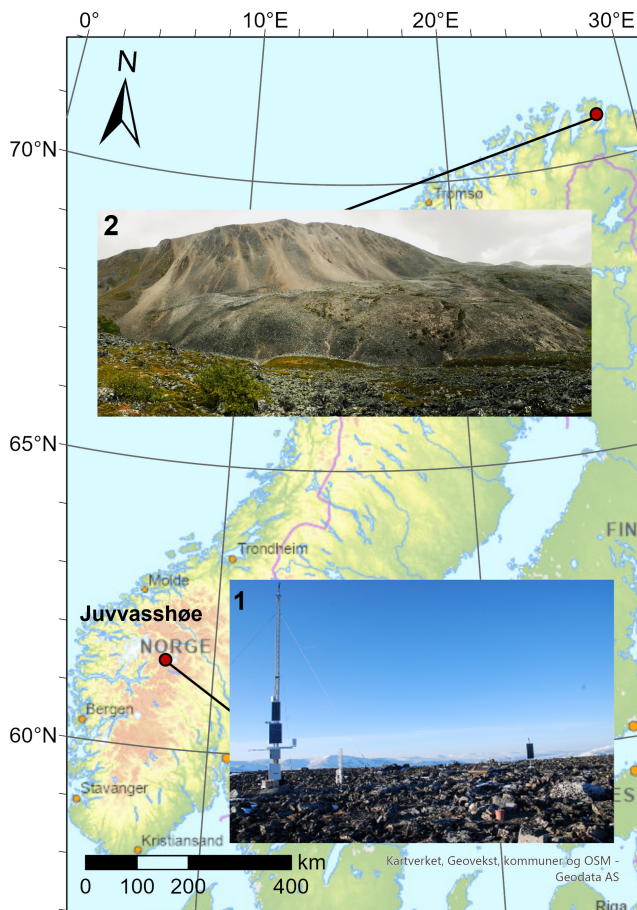 0° 10°E 20°E 30°E
N
70°N
Tromsø
2
65°N
FIN
Trondheim
Molde
1
Juvvasshøe
NORGE
Bergen
60°N
Stavanger
ES
Kristiansand
km
0 100 200 400
Kartverket, Geovekst, kommuner og OSM -
Geodata AS
Riga